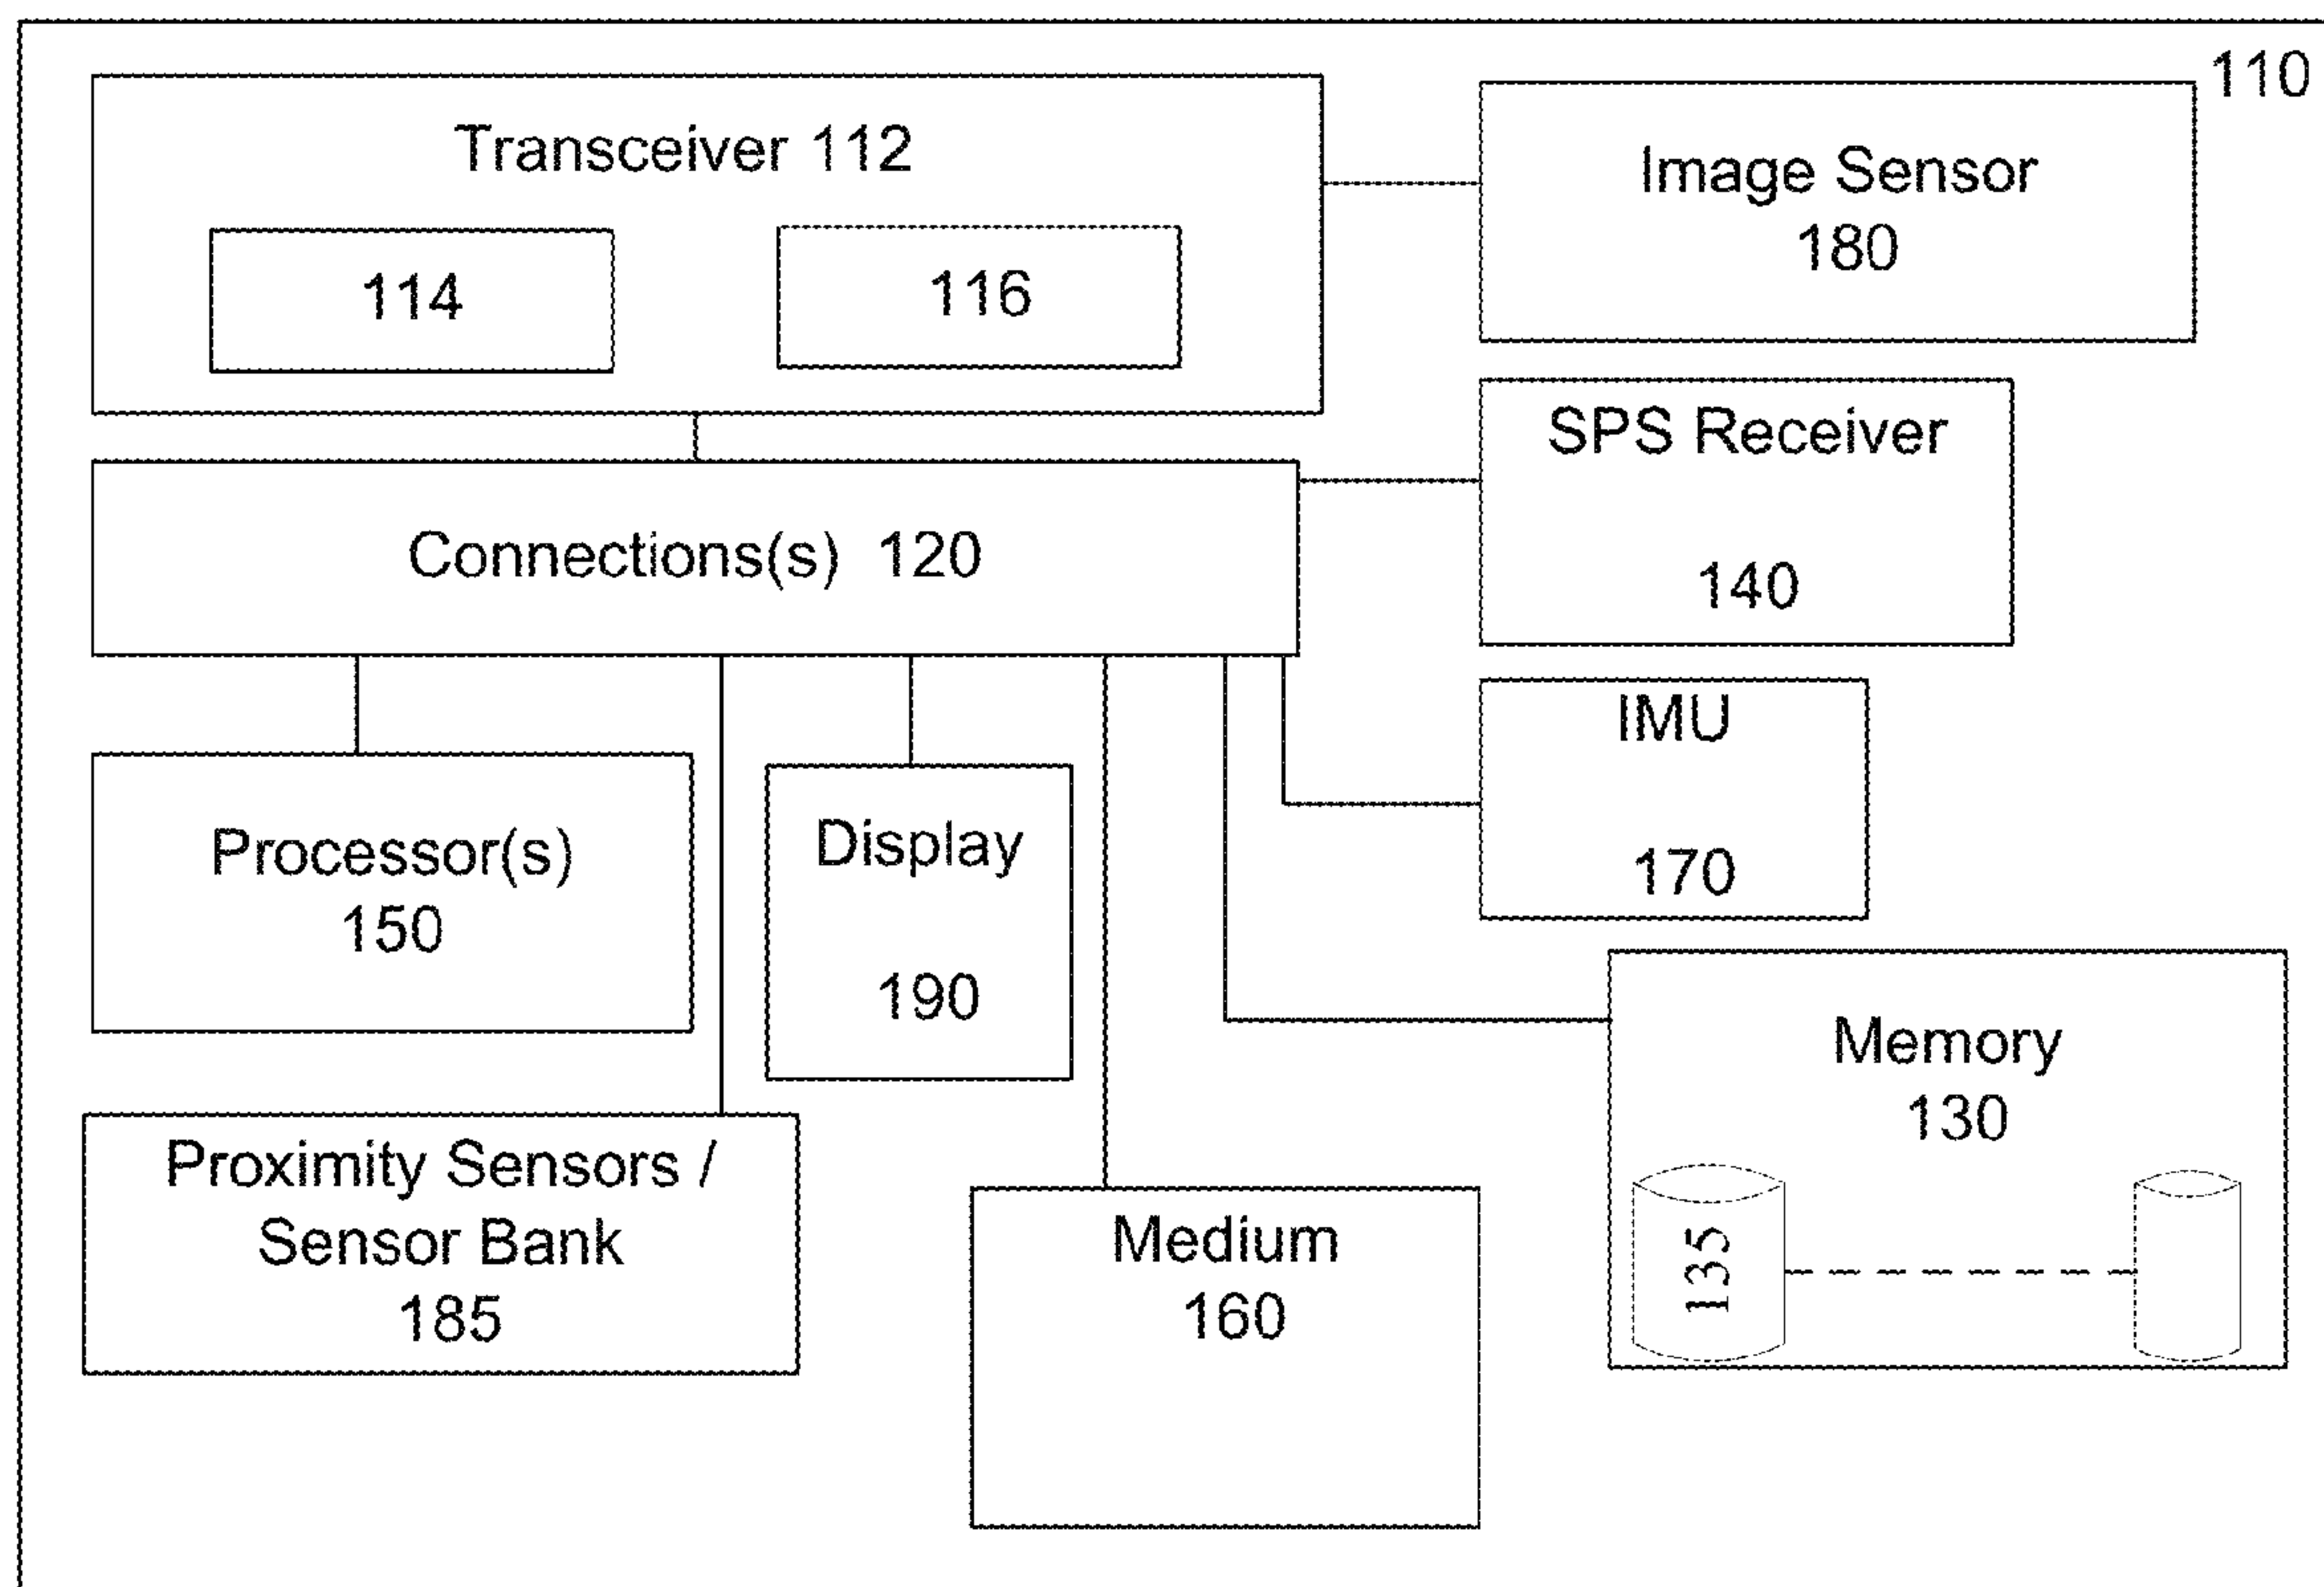 110
Transceiver 112
114
116
Image Sensor
180
SPS Receiver
140
Connections(s) 120
IMU
170
Processor(s)
150
Display
190
Memory
130
135
Proximity Sensors /
Sensor Bank
185
Medium
160